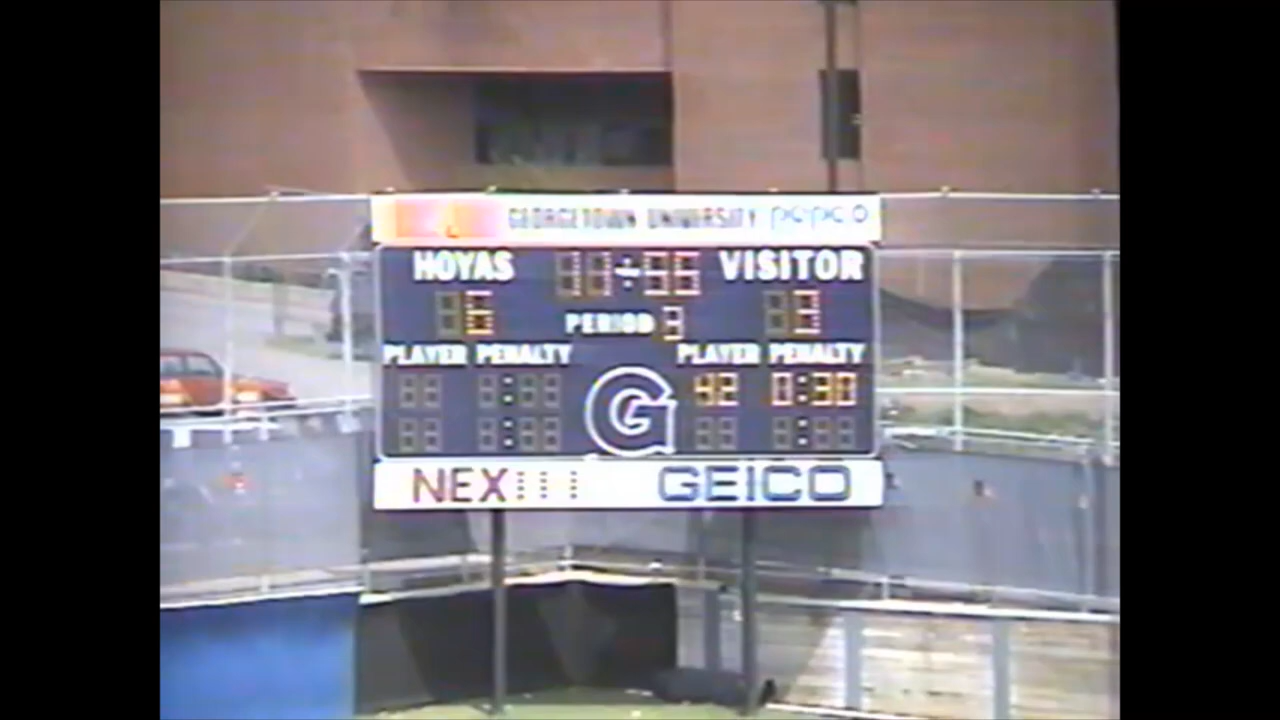 GEORGETOWN UNIVERSITY pepco
HOYAS 11:55 VISITOR
6 3
PERIOD 3
PLAYER PENALTY PLAYER PENALTY
42 0:30
G
NEX GEICO